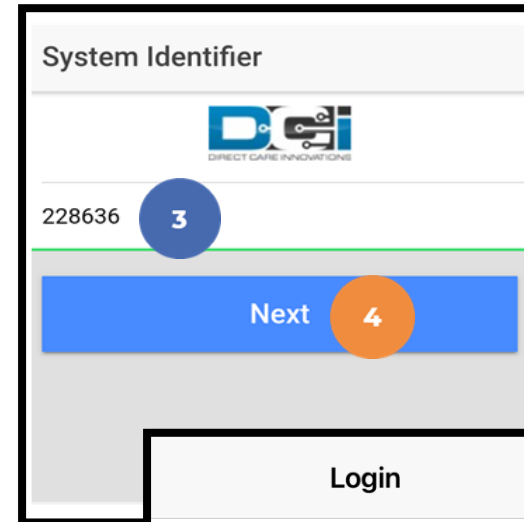 System Identifier
DCi
DIRECT CARE INNOVATIONS
228636 3
Next 4
Login